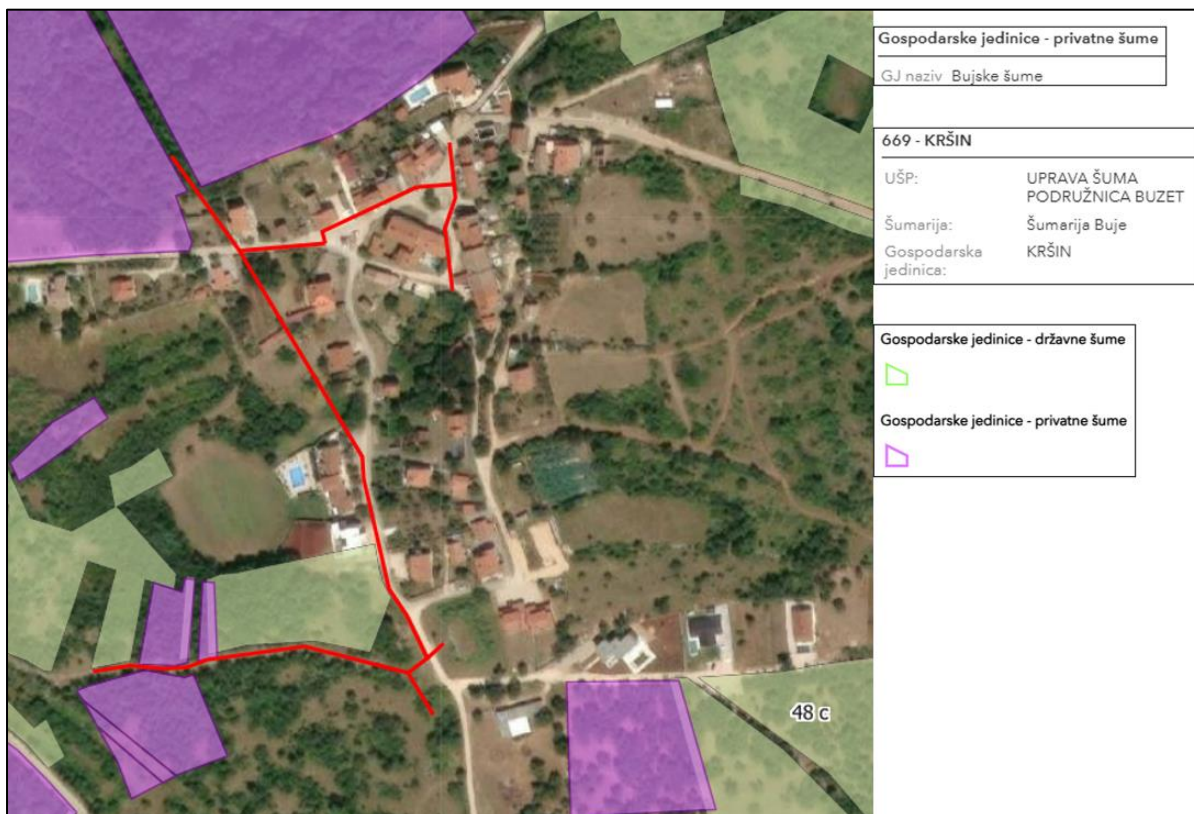 Gospodarske jedinice - privatne šume
GJ naziv Bujske šume
669 - KRŠIN
UŠP: UPRAVA ŠUMA
PODRUŽNICA BUZET
Šumarija: Šumarija Buje
Gospodarska KRŠIN
jedinica:
Gospodarske jedinice - državne šume
Gospodarske jedinice - privatne šume
48 c